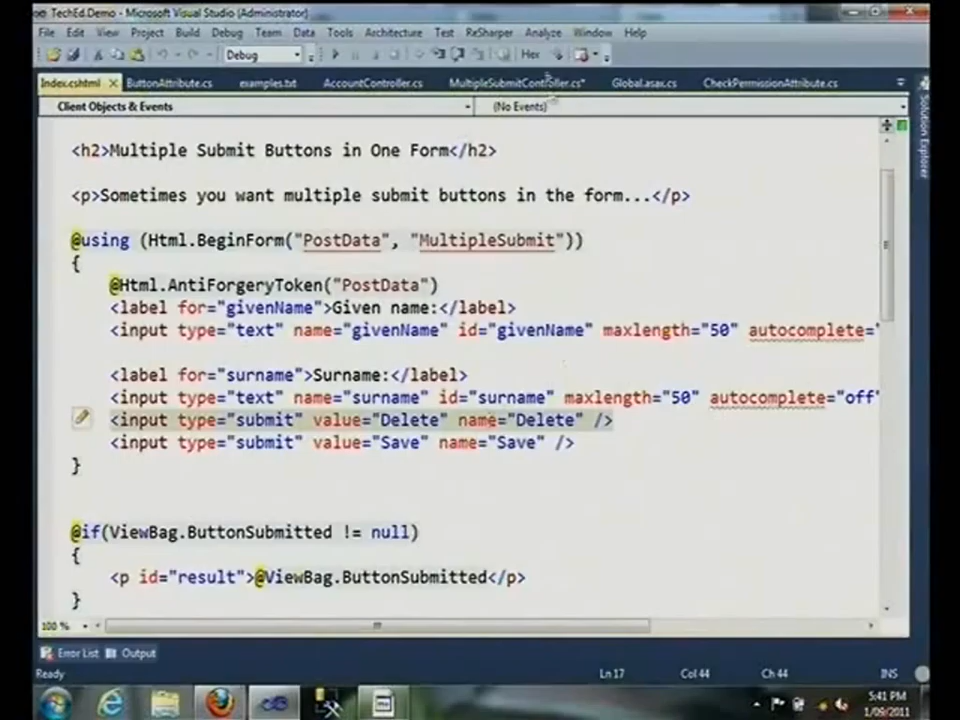 TechEd.Demo - Microsoft Visual Studio (Administrator)
File Edit View Project Build Debug Team Data Tools Architecture Test ReSharper Analyze Window Help
Debug Hex
Index.cshtml ButtonAttribute.cs examples.txt AccountController.cs MultipleSubmitController.cs* Global.asax.cs CheckPermissionAttribute.cs
Client Objects & Events (No Events)
Solution Explorer
<h2>Multiple Submit Buttons in One Form</h2>
<p>Sometimes you want multiple submit buttons in the form...</p>
@using (Html.BeginForm("PostData", "MultipleSubmit"))
{
@Html.AntiForgeryToken("PostData")
<label for="givenName">Given name:</label>
<input type="text" name="givenName" id="givenName" maxlength="50" autocomplete="
<label for="surname">Surname:</label>
<input type="text" name="surname" id="surname" maxlength="50" autocomplete="off"
<input type="submit" value="Delete" name="Delete" />
<input type="submit" value="Save" name="Save" />
}
@if(ViewBag.ButtonSubmitted != null)
{
<p id="result">@ViewBag.ButtonSubmitted</p>
}
100 %
Error List Output
Ready Ln 17 Col 44 Ch 44 INS
5:41 PM
1/09/2011